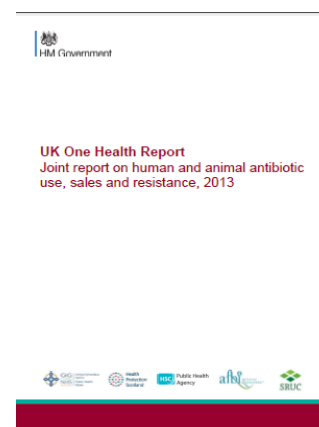 HM Government
UK One Health Report
Joint report on human and animal antibiotic
use, sales and resistance, 2013
Health
Protection
Scotland
HSC Public Health
Agency
afbi
SRUC